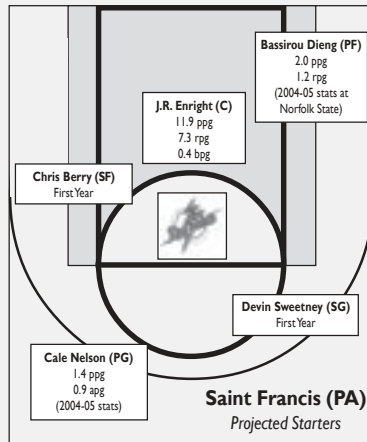 Bassirou Dieng (PF)
2.0 ppg
1.2 rpg
(2004-05 stats at
Norfolk State)
J.R. Enright (C)
11.9 ppg
7.3 rpg
0.4 bpg
Chris Berry (SF)
First Year
Devin Sweetney (SG)
First Year
Cale Nelson (PG)
1.4 ppg
0.9 apg
(2004-05 stats)
Saint Francis (PA)
Projected Starters